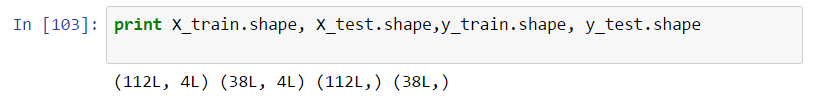 In [103]: print X_train.shape, X_test.shape,y_train.shape, y_test.shape
(112L, 4L) (38L, 4L) (112L,) (38L,)